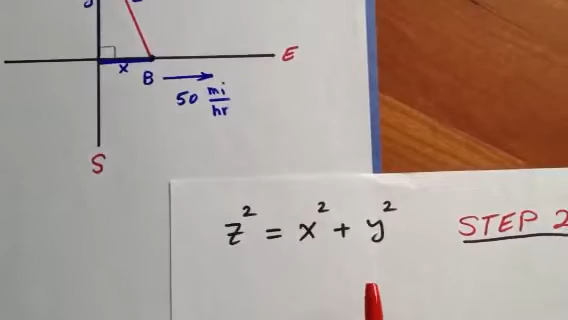 E
x
B
50 mi/hr
S
z² = x² + y²
STEP 2